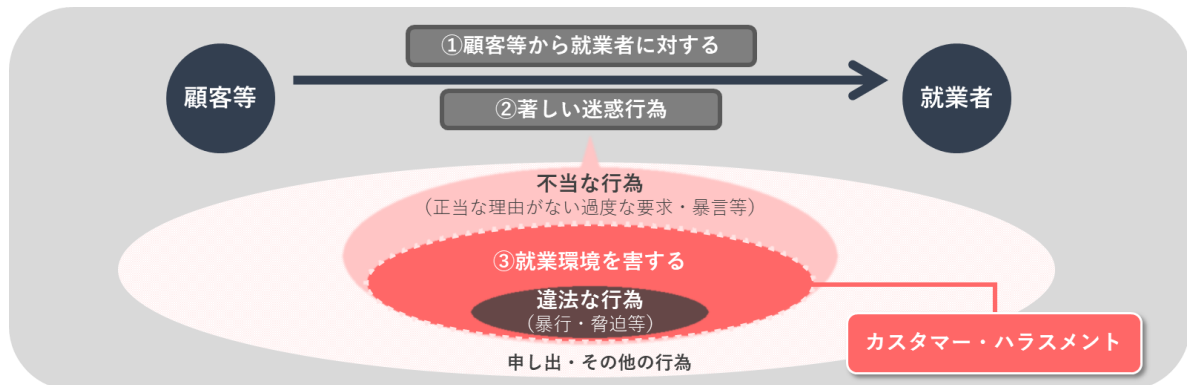 ①顧客等から就業者に対する
顧客等
就業者
②著しい迷惑行為
不当な行為
（正当な理由がない過度な要求・暴言等）
③就業環境を害する
違法な行為
（暴行・脅迫等）
カスタマー・ハラスメント
申し出・その他の行為